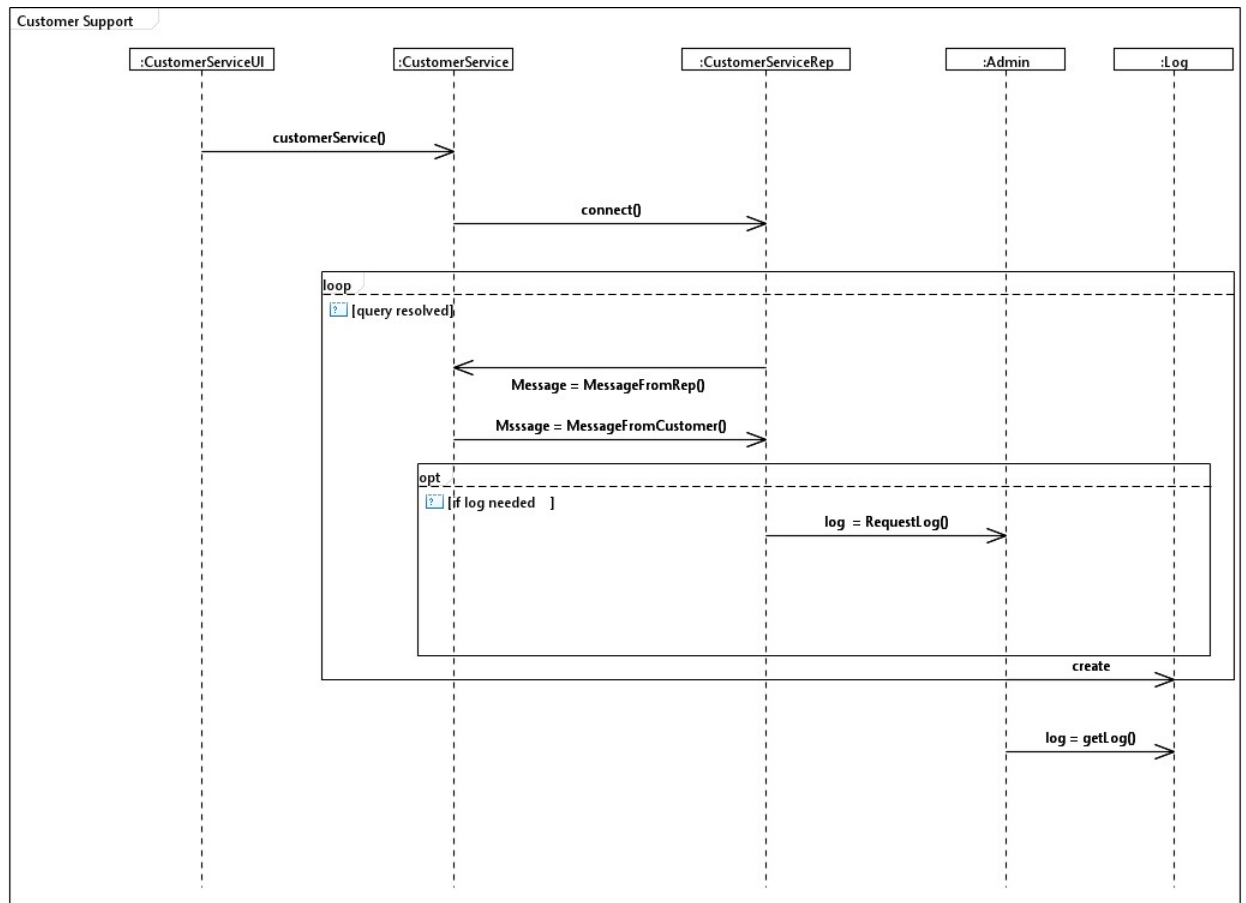 Customer Support
:CustomerServiceUI
:CustomerService
:CustomerServiceRep
:Admin
:Log
customerService()
connect()
loop
? [query resolved]
Message = MessageFromRep()
Msssage = MessageFromCustomer()
opt
? [if log needed ]
log = RequestLog()
create
log = getLog()